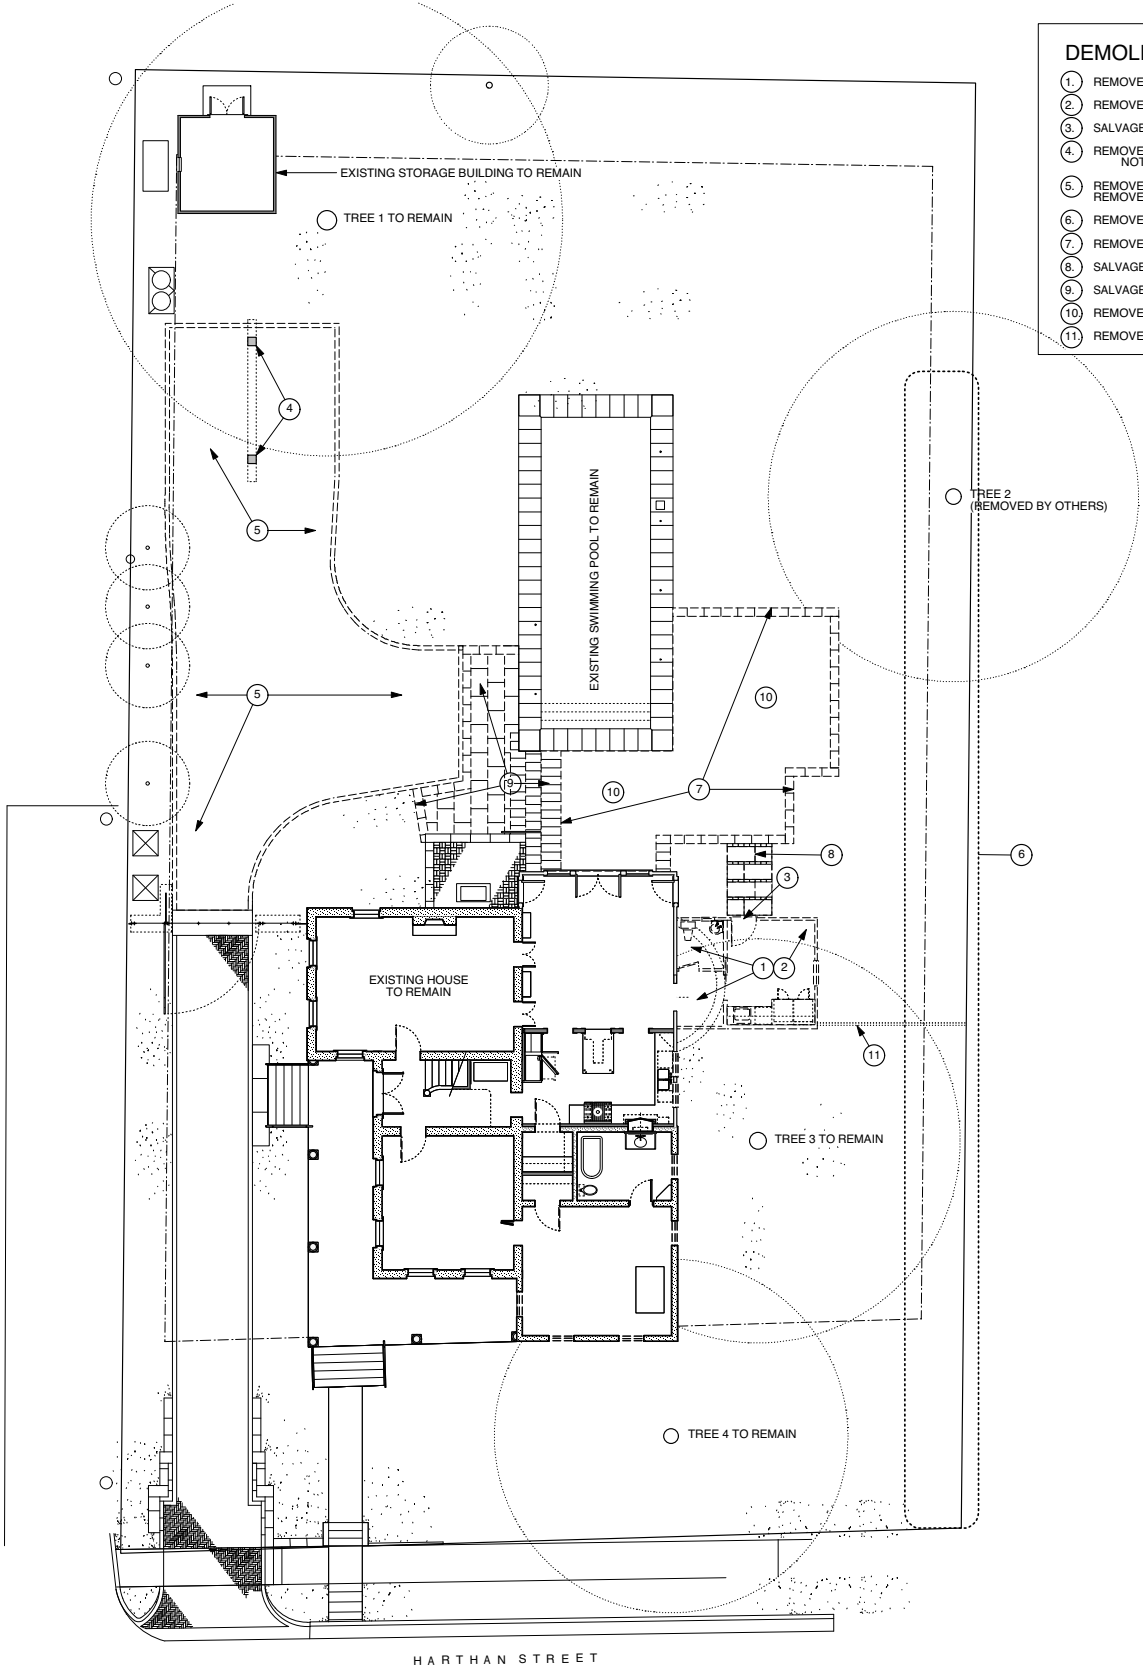 DEMOLI
1. REMOVE
2. REMOVE
3. SALVAGE
4. REMOVE
NOT
5. REMOVE
REMOVE
6. REMOVE
7. REMOVE
8. SALVAGE
9. SALVAGE
10. REMOVE
11. REMOVE
EXISTING STORAGE BUILDING TO REMAIN
TREE 1 TO REMAIN
4
5
EXISTING SWIMMING POOL TO REMAIN
TREE 2
(REMOVED BY OTHERS)
5
10
9
10
7
8
6
3
EXISTING HOUSE
TO REMAIN
1
2
11
TREE 3 TO REMAIN
TREE 4 TO REMAIN
HARTHAN STREET